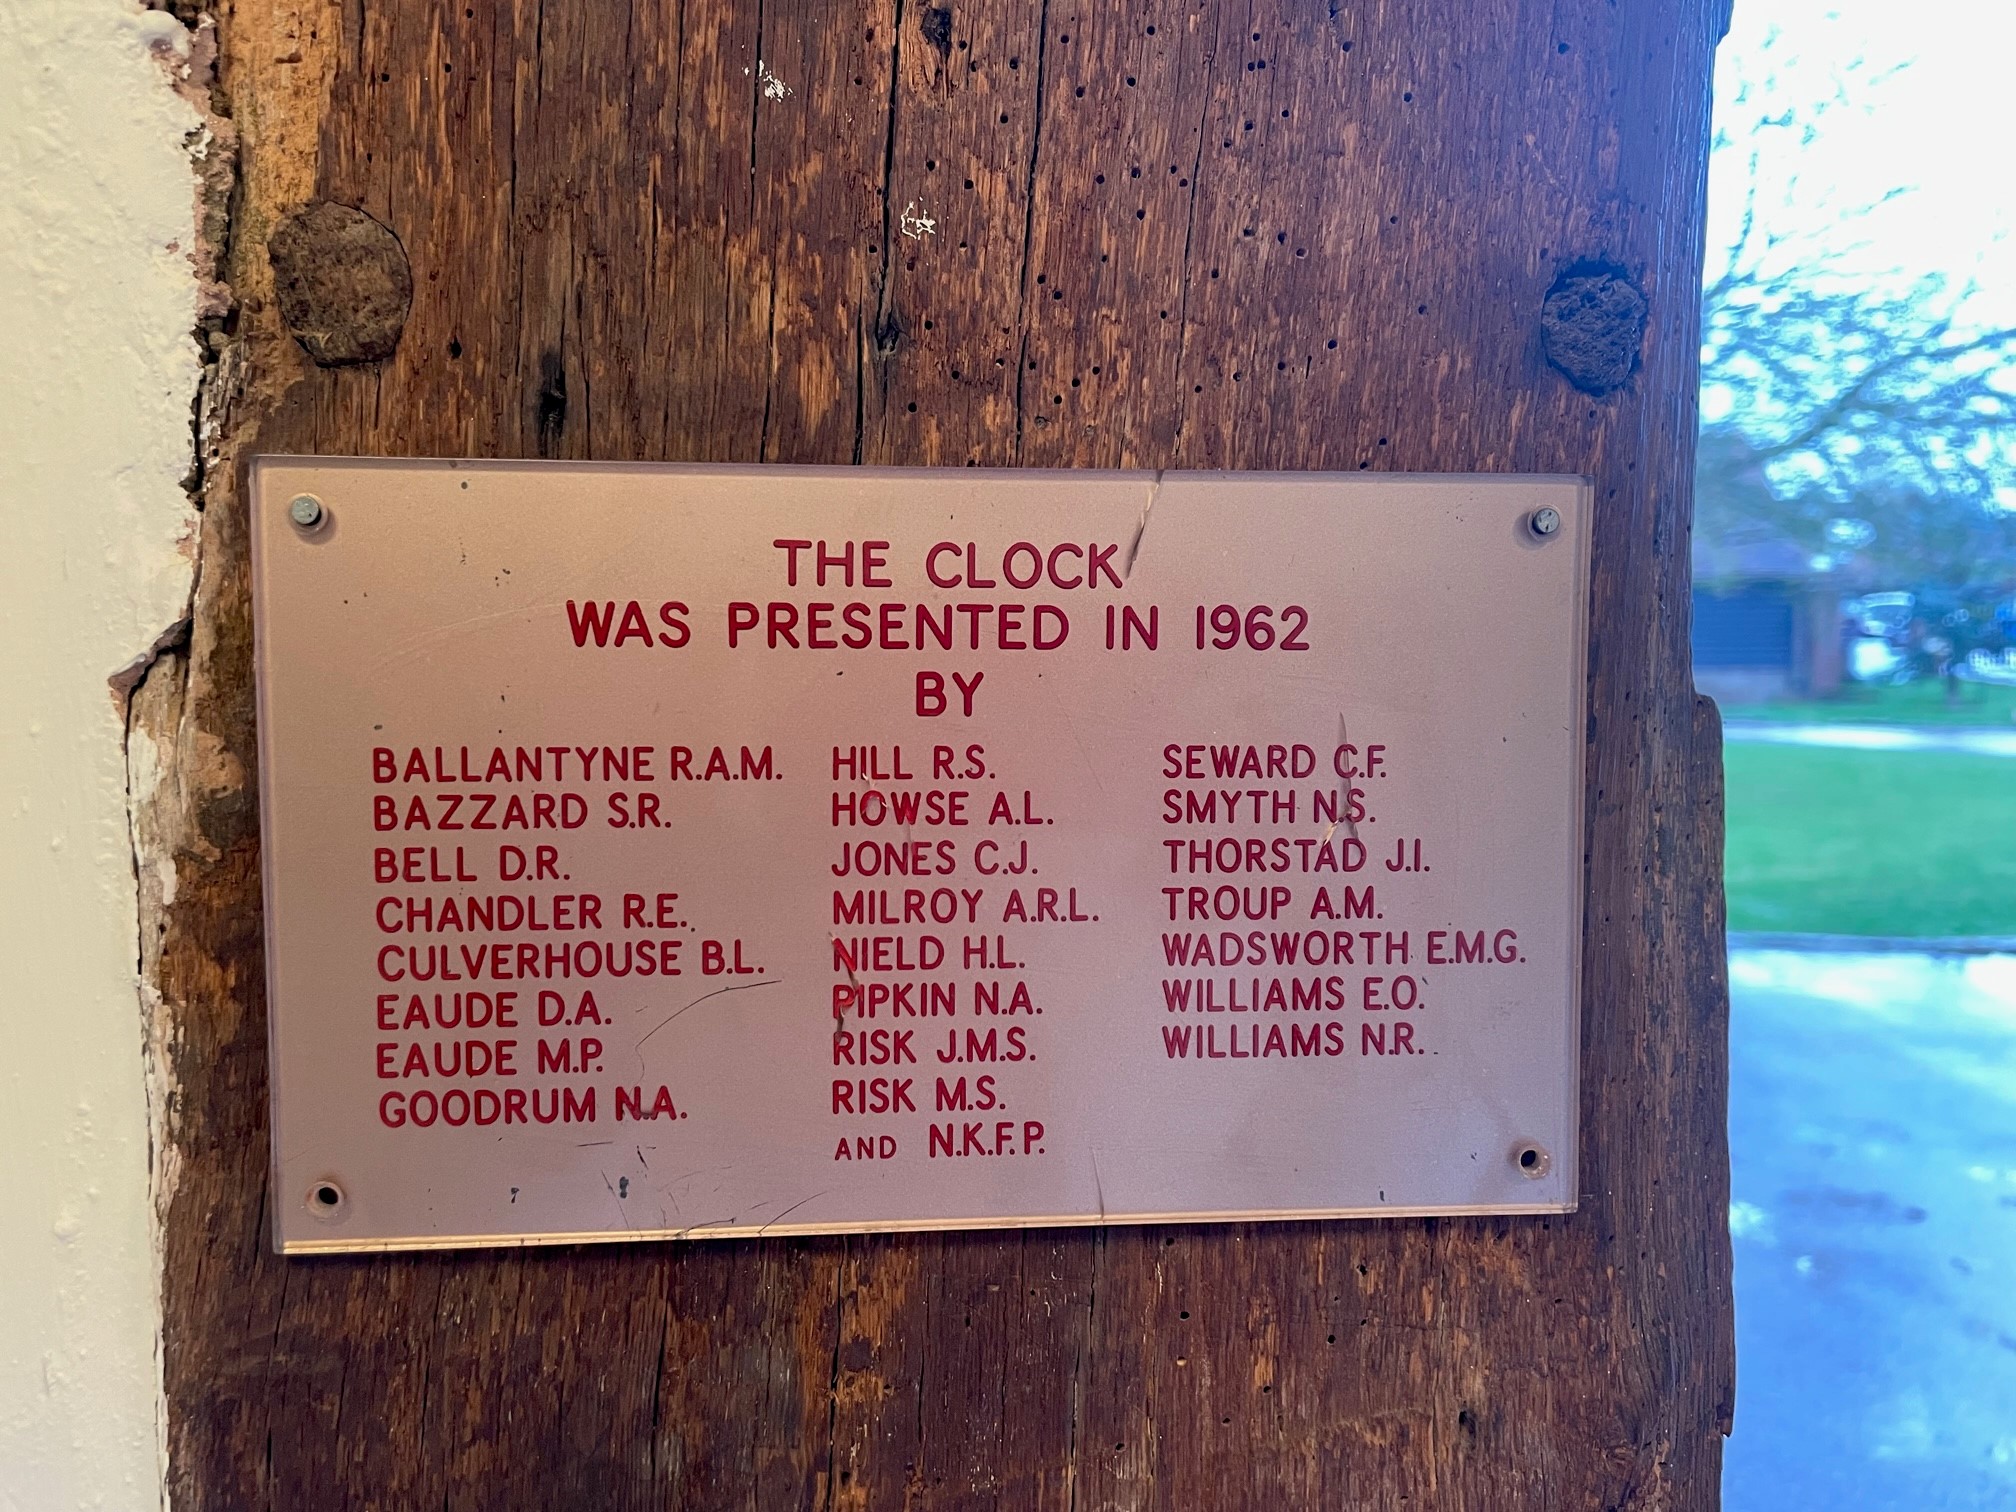 THE CLOCK
WAS PRESENTED IN 1962
BY
BALLANTYNE R.A.M.
BAZZARD S.R.
BELL D.R.
CHANDLER R.E.
CULVERHOUSE B.L.
EAUDE D.A.
EAUDE M.P.
GOODRUM N.A.
HILL R.S.
HOWSE A.L.
JONES C.J.
MILROY A.R.L.
NIELD H.L.
PIPKIN N.A.
RISK J.M.S.
RISK M.S.
AND N.K.F.P.
SEWARD C.F.
SMYTH N.S.
THORSTAD J.I.
TROUP A.M.
WADSWORTH E.M.G.
WILLIAMS E.O.
WILLIAMS N.R.